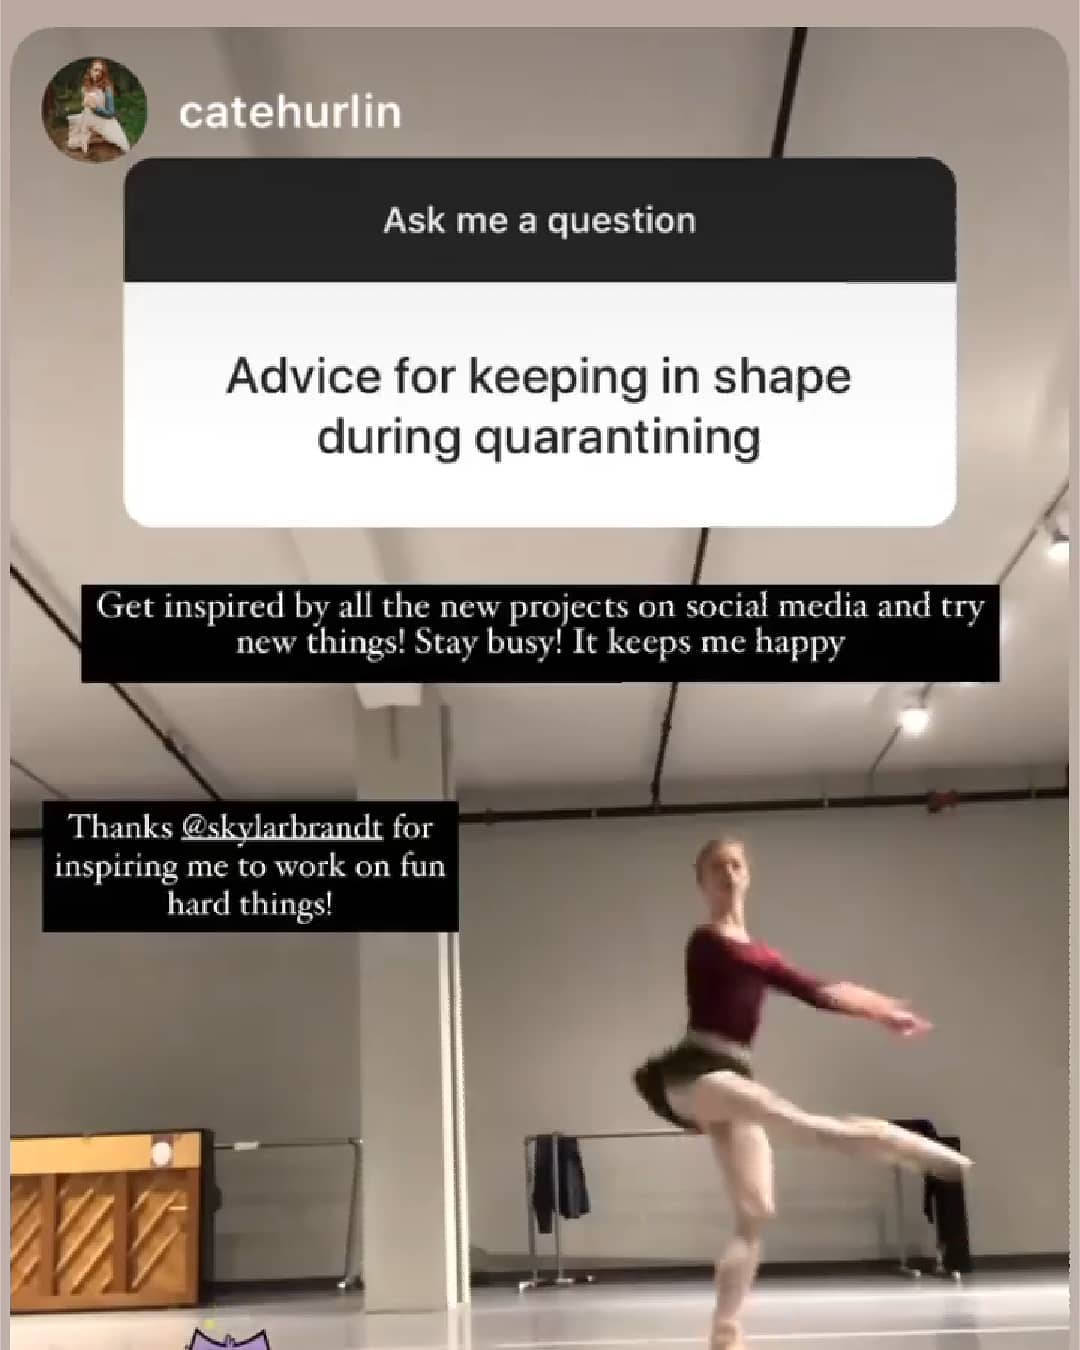 catehurlin
Ask me a question
Advice for keeping in shape
during quarantining
Get inspired by all the new projects on social media and try
new things! Stay busy! It keeps me happy
Thanks @skylarbrandt for
inspiring me to work on fun
hard things!